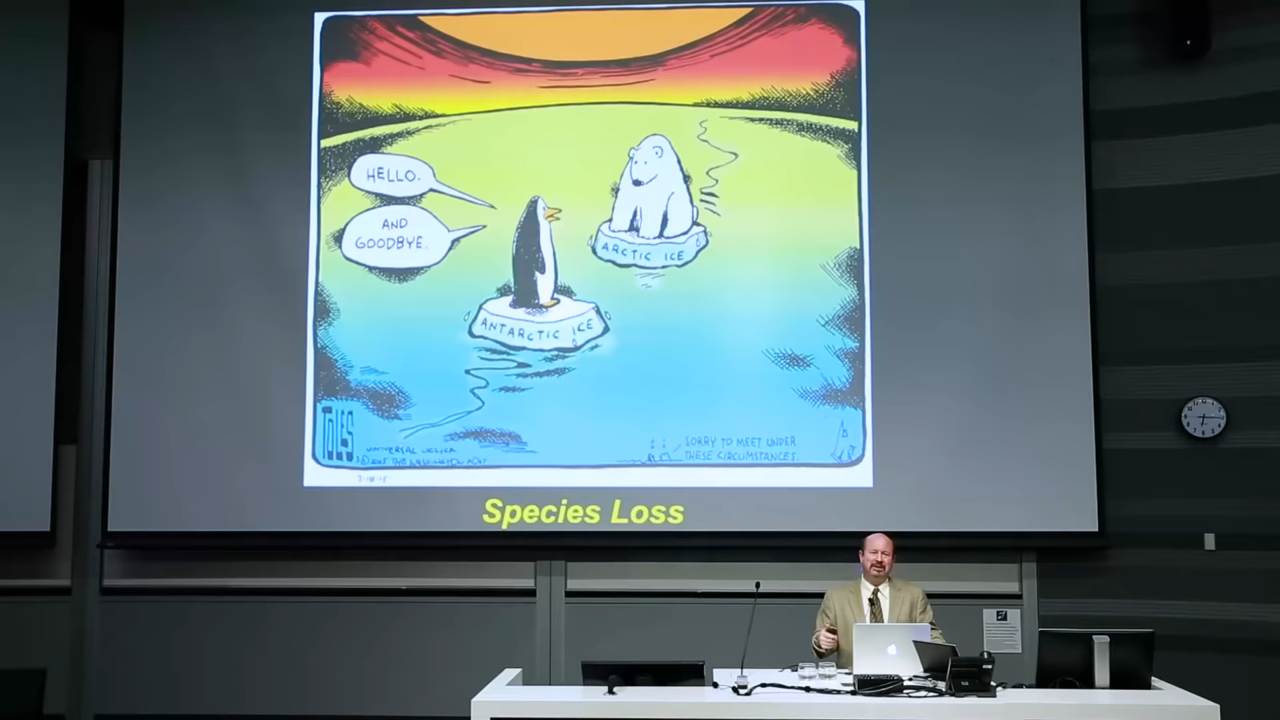 HELLO.
AND
GOODBYE.
ARCTIC ICE
ANTARCTIC ICE
TOLES
SORRY TO MEET UNDER
THESE CIRCUMSTANCES.
Species Loss